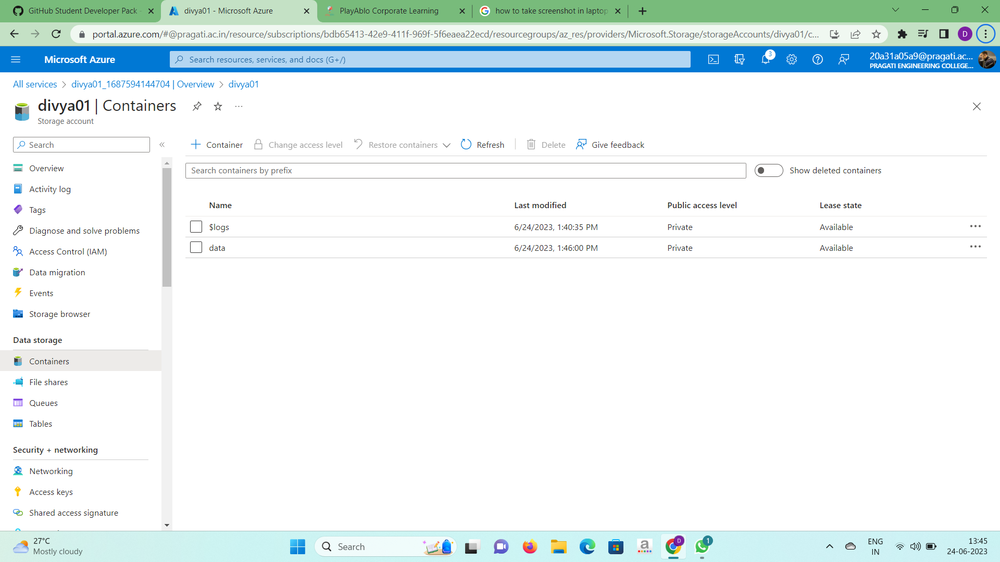 GitHub Student Developer Pack -
divya01 - Microsoft Azure
PlayAblo Corporate Learning
how to take screenshot in laptop
portal.azure.com/#@pragati.ac.in/resource/subscriptions/bdb65413-42e9-411f-969f-5f6eaea22ecd/resourcegroups/az_res/providers/Microsoft.Storage/storageAccounts/divya01/c...
D
Microsoft Azure
Search resources, services, and docs (G+/)
3
20a31a05a9@pragati.ac...
PRAGATI ENGINEERING COLLEGE...
All services > divya01_1687594144704 | Overview > divya01
divya01 | Containers
Storage account
Search
Overview
Activity log
Tags
Diagnose and solve problems
Access Control (IAM)
Data migration
Events
Storage browser
Data storage
Containers
File shares
Queues
Tables
Security + networking
Networking
Access keys
Shared access signature
Container
Change access level
Restore containers
Refresh
Delete
Give feedback
Search containers by prefix
Show deleted containers
Name Last modified Public access level Lease state
$logs 6/24/2023, 1:40:35 PM Private Available
data 6/24/2023, 1:46:00 PM Private Available
27°C
Mostly cloudy
Search
a
D
1
ENG
IN
13:45
24-06-2023